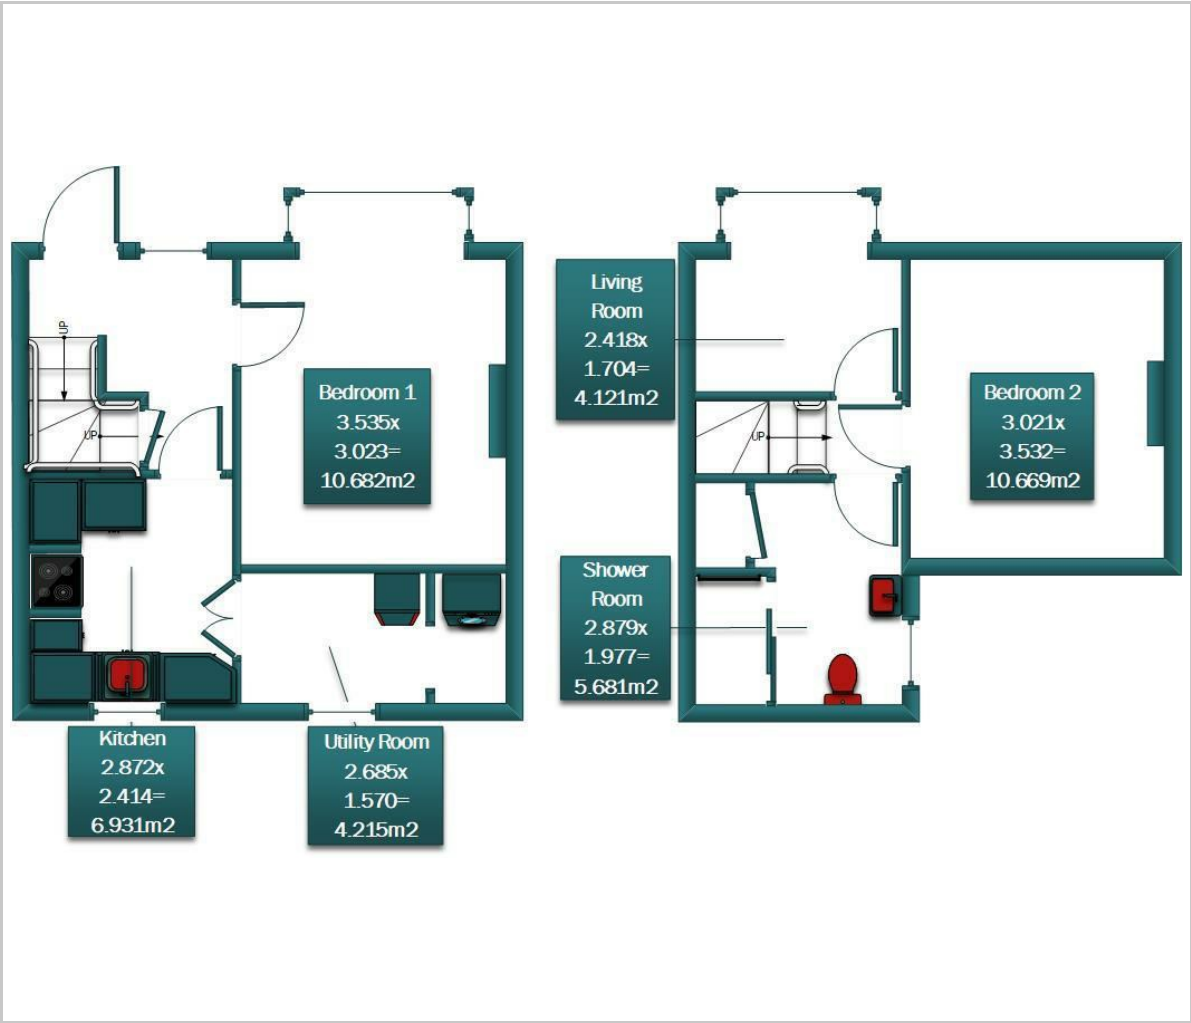 UP
UP
Bedroom 1
3.535x
3.023=
10.682m2
Kitchen
2.872x
2.414=
6.931m2
Utility Room
2.685x
1.570=
4.215m2
Living
Room
2.418x
1.704=
4.121m2
UP
Bedroom 2
3.021x
3.532=
10.669m2
Shower
Room
2.879x
1.977=
5.681m2